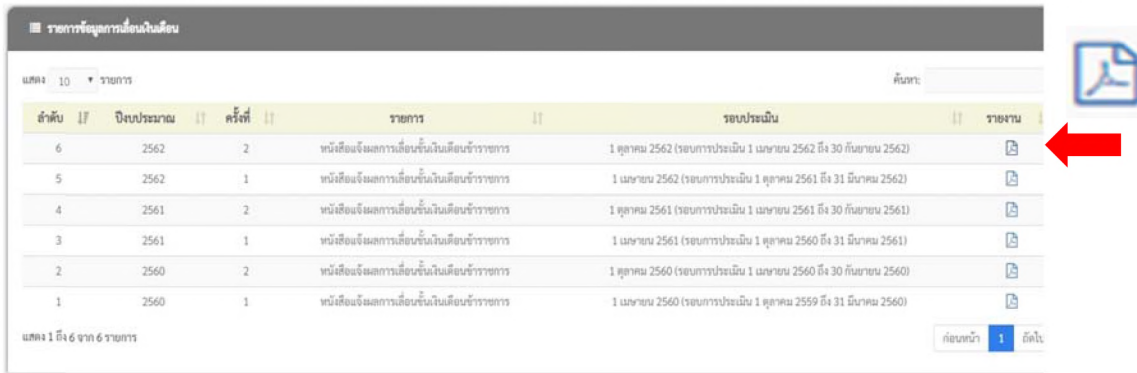 รายการข้อมูลการเลื่อนเงินเดือน
แสดง 10 รายการ ค้นหา:
ลำดับ ปีงบประมาณ ครั้งที่ รายการ รอบประเมิน รายงาน
6 2562 2 หนังสือแจ้งผลการเลื่อนขั้นเงินเดือนข้าราชการ 1 ตุลาคม 2562 (รอบการประเมิน 1 เมษายน 2562 ถึง 30 กันยายน 2562)
5 2562 1 หนังสือแจ้งผลการเลื่อนขั้นเงินเดือนข้าราชการ 1 เมษายน 2562 (รอบการประเมิน 1 ตุลาคม 2561 ถึง 31 มีนาคม 2562)
4 2561 2 หนังสือแจ้งผลการเลื่อนขั้นเงินเดือนข้าราชการ 1 ตุลาคม 2561 (รอบการประเมิน 1 เมษายน 2561 ถึง 30 กันยายน 2561)
3 2561 1 หนังสือแจ้งผลการเลื่อนขั้นเงินเดือนข้าราชการ 1 เมษายน 2561 (รอบการประเมิน 1 ตุลาคม 2560 ถึง 31 มีนาคม 2561)
2 2560 2 หนังสือแจ้งผลการเลื่อนขั้นเงินเดือนข้าราชการ 1 ตุลาคม 2560 (รอบการประเมิน 1 เมษายน 2560 ถึง 30 กันยายน 2560)
1 2560 1 หนังสือแจ้งผลการเลื่อนขั้นเงินเดือนข้าราชการ 1 เมษายน 2560 (รอบการประเมิน 1 ตุลาคม 2559 ถึง 31 มีนาคม 2560)
แสดง 1 ถึง 6 จาก 6 รายการ ก่อนหน้า 1